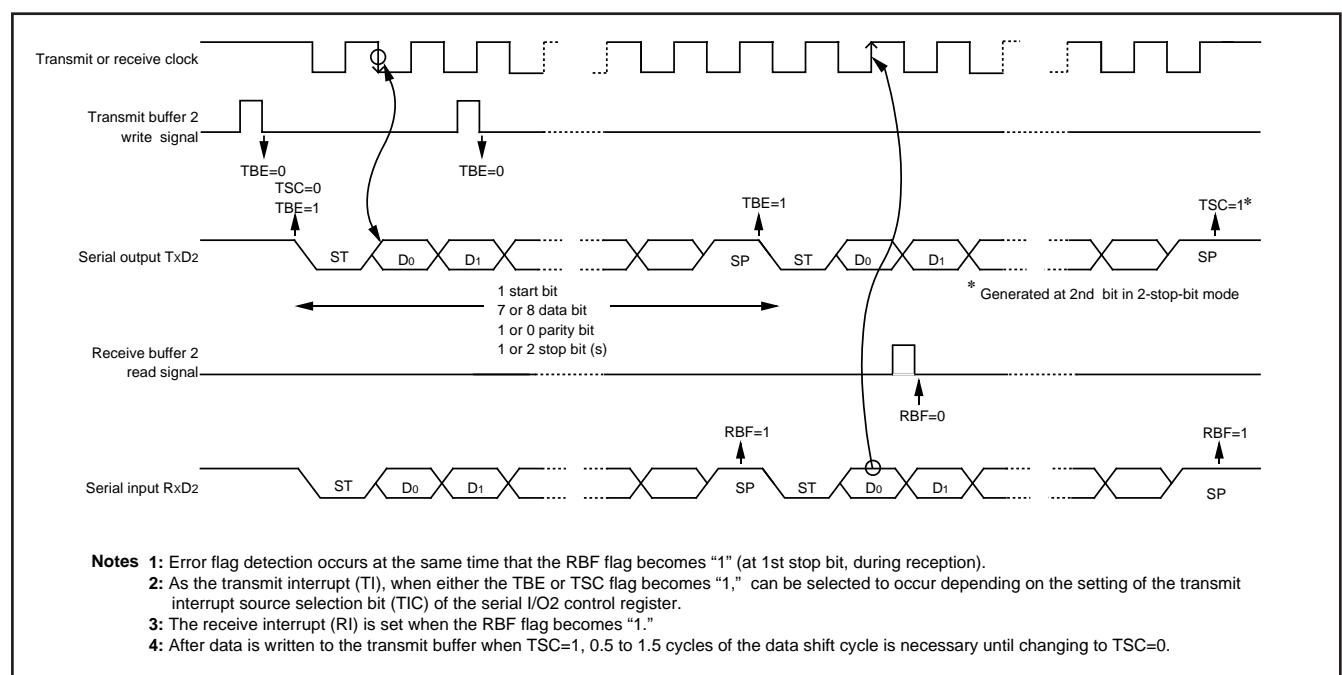 Transmit or receive clock
Transmit buffer 2
write signal
TBE=0
TSC=0
TBE=1
TBE=0
TBE=1
TSC=1*
Serial output TxD2
ST
D0
D1
SP
ST
D0
D1
SP
* Generated at 2nd bit in 2-stop-bit mode
1 start bit
7 or 8 data bit
1 or 0 parity bit
1 or 2 stop bit (s)
Receive buffer 2
read signal
RBF=0
RBF=1
RBF=1
Serial input RxD2
ST
D0
D1
SP
ST
D0
D1
SP
Notes 1: Error flag detection occurs at the same time that the RBF flag becomes “1” (at 1st stop bit, during reception).
2: As the transmit interrupt (TI), when either the TBE or TSC flag becomes “1,” can be selected to occur depending on the setting of the transmit
interrupt source selection bit (TIC) of the serial I/O2 control register.
3: The receive interrupt (RI) is set when the RBF flag becomes “1.”
4: After data is written to the transmit buffer when TSC=1, 0.5 to 1.5 cycles of the data shift cycle is necessary until changing to TSC=0.